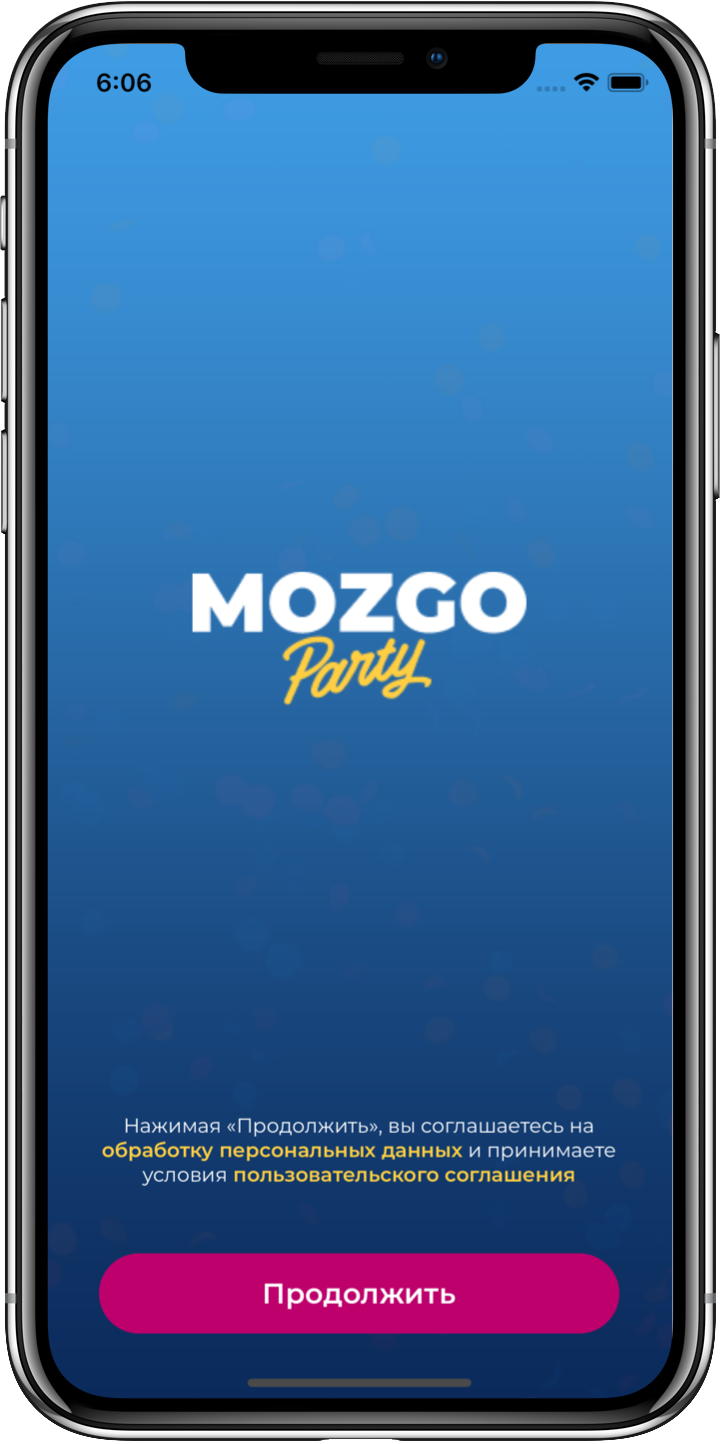 6:06
MOZGO
Party
Нажимая «Продолжить», вы соглашаетесь на
обработку персональных данных и принимаете
условия пользовательского соглашения
Продолжить